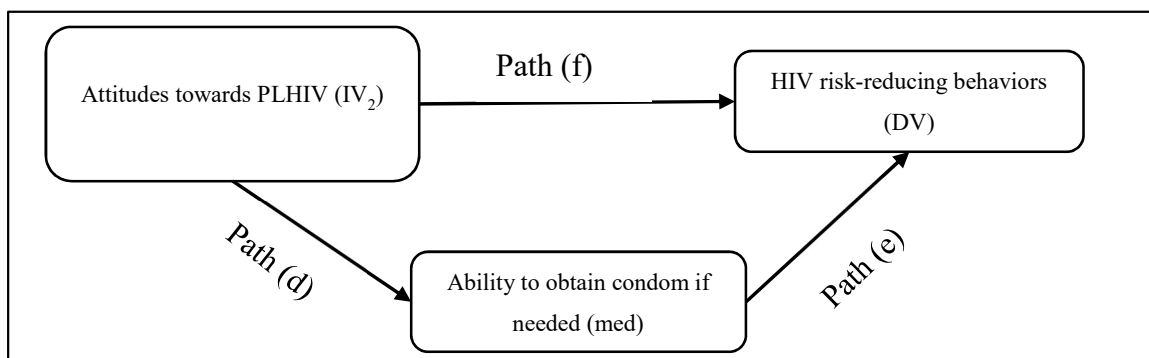 Attitudes towards PLHIV (IV₂)
Path (f)
HIV risk-reducing behaviors
(DV)
Path (d)
Ability to obtain condom if
needed (med)
Path (e)